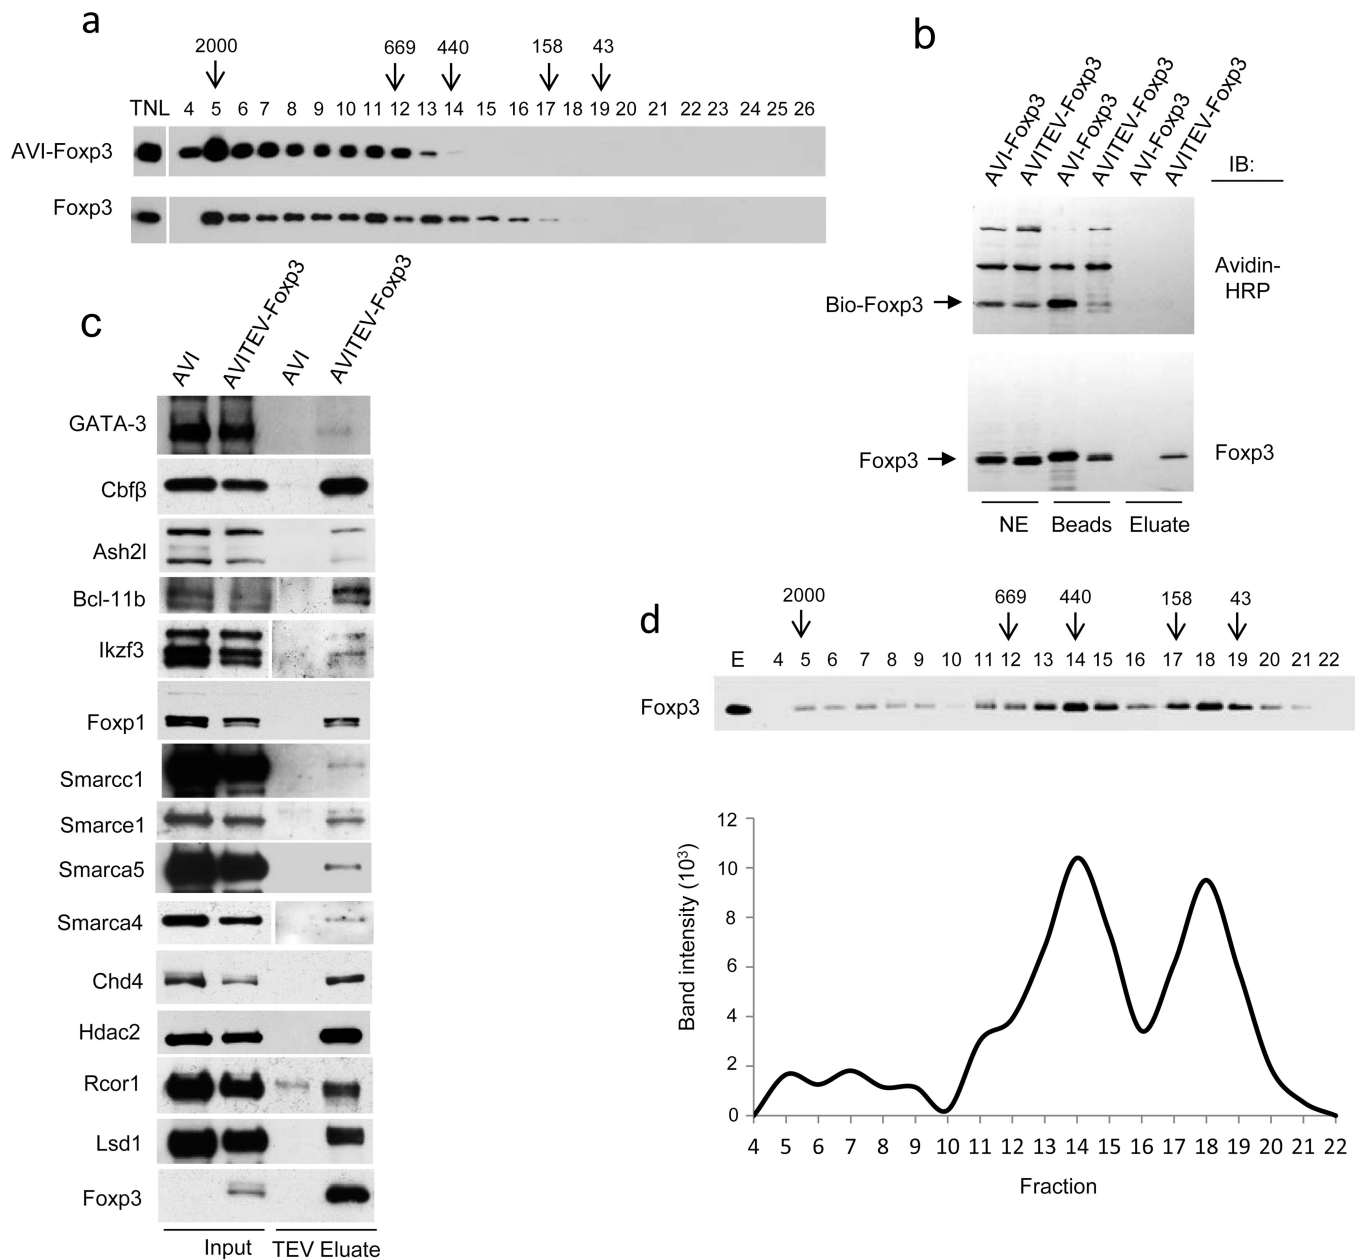 a
2000 669 440 158 43
TNL 4 5 6 7 8 9 10 11 12 13 14 15 16 17 18 19 20 21 22 23 24 25 26
AVI-Foxp3
Foxp3
b
AVI-Foxp3
AVITEV-Foxp3
AVI-Foxp3
AVITEV-Foxp3
AVI-Foxp3
AVITEV-Foxp3
IB:
Bio-Foxp3
Avidin-
HRP
Foxp3
Foxp3
NE Beads Eluate
c
AVI
AVITEV-Foxp3
AVI
AVITEV-Foxp3
GATA-3
Cbfβ
Ash2l
Bcl-11b
Ikzf3
Foxp1
Smarcc1
Smarce1
Smarca5
Smarca4
Chd4
Hdac2
Rcor1
Lsd1
Foxp3
Input TEV Eluate
d
2000 669 440 158 43
E 4 5 6 7 8 9 10 11 12 13 14 15 16 17 18 19 20 21 22
Foxp3
Band intensity (10³)
12
10
8
6
4
2
0
4 5 6 7 8 9 10 11 12 13 14 15 16 17 18 19 20 21 22
Fraction